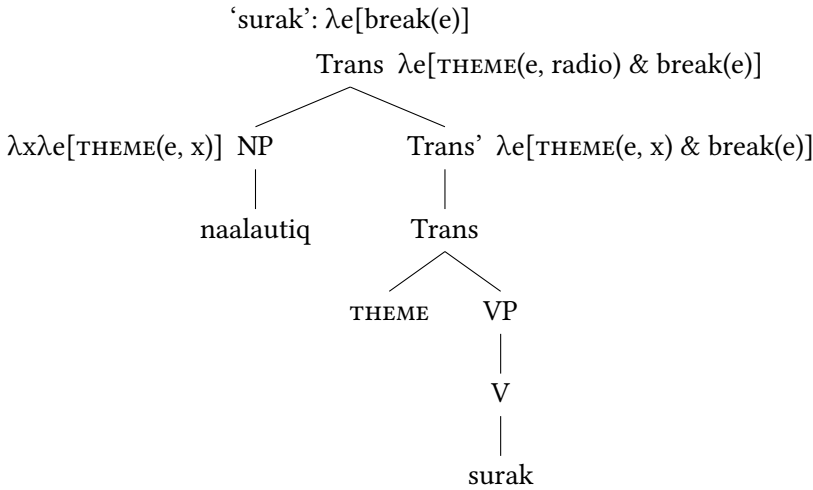 ‘surak’: λe[break(e)]
Trans λe[THEME(e, radio) & break(e)]
λxλe[THEME(e, x)] NP Trans’ λe[THEME(e, x) & break(e)]
naalautiq Trans
THEME VP
V
surak